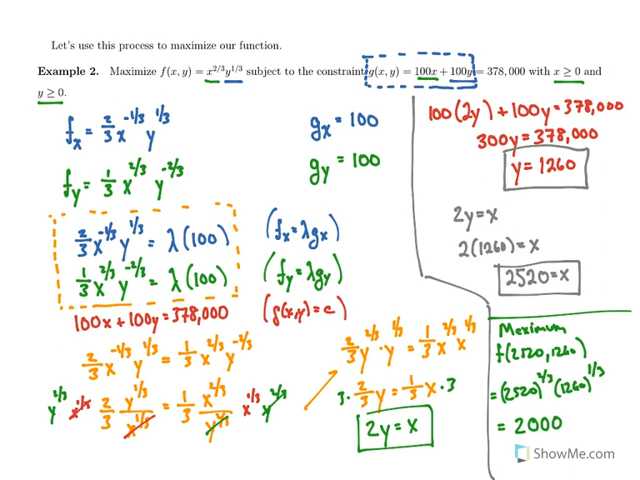 Let's use this process to maximize our function.
Example 2. Maximize f(x, y) = x^{2/3}y^{1/3} subject to the constraint g(x, y) = 100x + 100y = 378,000 with x ≥ 0 and
y ≥ 0.
f_x = 2/3 x^{-1/3} y^{1/3}
g_x = 100
f_y = 1/3 x^{2/3} y^{-2/3}
g_y = 100
2/3 x^{-1/3} y^{1/3} = λ(100)
(f_x = λg_x)
1/3 x^{2/3} y^{-2/3} = λ(100)
(f_y = λg_y)
100x + 100y = 378,000
(g(x,y) = c)
2/3 x^{-1/3} y^{1/3} = 1/3 x^{2/3} y^{-2/3}
y^{2/3} x^{1/3} 2/3 y^{1/3}/x^{1/3} = 1/3 x^{2/3}/y^{2/3} x^{1/3} y^{2/3}
2/3 y^{2/3} · y^{1/3} = 1/3 x^{2/3} x^{1/3}
3 · 2/3 y = 1/3 x · 3
2y = x
100(2y) + 100y = 378,000
300y = 378,000
y = 1260
2y = x
2(1260) = x
2520 = x
Maximum
f(2520, 1260)
= (2520)^{2/3} (1260)^{1/3}
= 2000
ShowMe.com